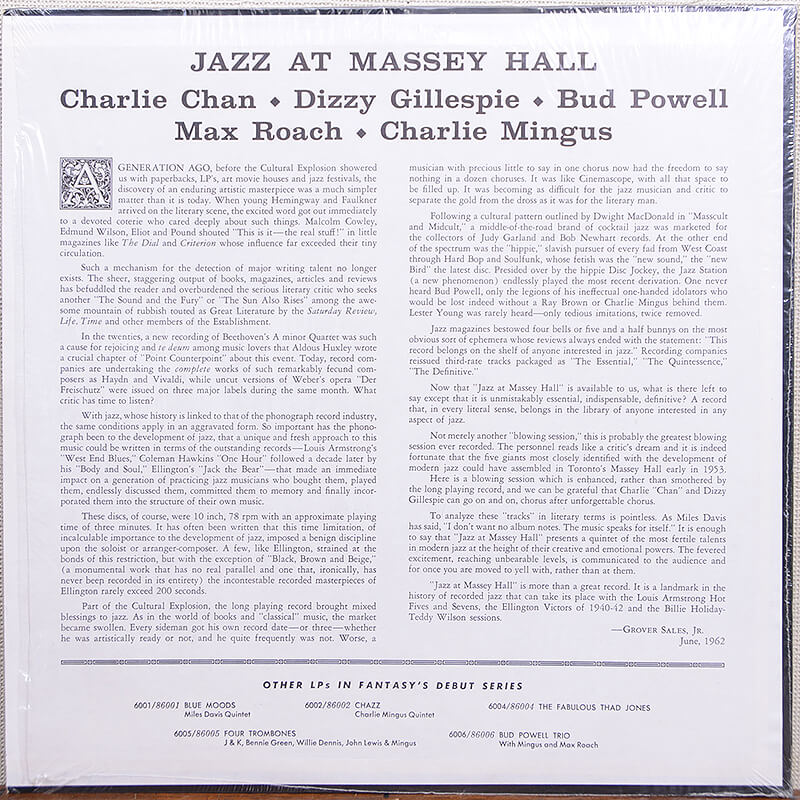 JAZZ AT MASSEY HALL
Charlie Chan ⬥ Dizzy Gillespie ⬥ Bud Powell
Max Roach ⬥ Charlie Mingus
A GENERATION AGO, before the Cultural Explosion showered
us with paperbacks, LP's, art movie houses and jazz festivals, the
discovery of an enduring artistic masterpiece was a much simpler
matter than it is today. When young Hemingway and Faulkner
arrived on the literary scene, the excited word got out immediately
to a devoted coterie who cared deeply about such things. Malcolm Cowley,
Edmund Wilson, Eliot and Pound shouted "This is it—the real stuff!" in little
magazines like The Dial and Criterion whose influence far exceeded their tiny
circulation.
Such a mechanism for the detection of major writing talent no longer
exists. The sheer, staggering output of books, magazines, articles and reviews
has befuddled the reader and overburdened the serious literary critic who seeks
another "The Sound and the Fury" or "The Sun Also Rises" among the awe-
some mountain of rubbish touted as Great Literature by the Saturday Review,
Life, Time and other members of the Establishment.
In the twenties, a new recording of Beethoven's A minor Quartet was such
a cause for rejoicing and te deum among music lovers that Aldous Huxley wrote
a crucial chapter of "Point Counterpoint" about this event. Today, record com-
panies are undertaking the complete works of such remarkably fecund com-
posers as Haydn and Vivaldi, while uncut versions of Weber's opera "Der
Freischutz" were issued on three major labels during the same month. What
critic has time to listen?
With jazz, whose history is linked to that of the phonograph record industry,
the same conditions apply in an aggravated form. So important has the phono-
graph been to the development of jazz, that a unique and fresh approach to this
music could be written in terms of the outstanding records—Louis Armstrong's
"West End Blues," Coleman Hawkins "One Hour" followed a decade later by
his "Body and Soul," Ellington's "Jack the Bear"—that made an immediate
impact on a generation of practicing jazz musicians who bought them, played
them, endlessly discussed them, committed them to memory and finally incor-
porated them into the structure of their own music.
These discs, of course, were 10 inch, 78 rpm with an approximate playing
time of three minutes. It has often been written that this time limitation, of
incalculable importance to the development of jazz, imposed a benign discipline
upon the soloist or arranger-composer. A few, like Ellington, strained at the
bonds of this restriction, but with the exception of "Black, Brown and Beige,"
(a monumental work that has no real parallel and one that, ironically, has
never been recorded in its entirety) the incontestable recorded masterpieces of
Ellington rarely exceed 200 seconds.
Part of the Cultural Explosion, the long playing record brought mixed
blessings to jazz. As in the world of books and "classical" music, the market
became swollen. Every sideman got his own record date—or three—whether
he was artistically ready or not, and he quite frequently was not. Worse, a
musician with precious little to say in one chorus now had the freedom to say
nothing in a dozen choruses. It was like Cinemascope, with all that space to
be filled up. It was becoming as difficult for the jazz musician and critic to
separate the gold from the dross as it was for the literary man.
Following a cultural pattern outlined by Dwight MacDonald in "Masscult
and Midcult," a middle-of-the-road brand of cocktail jazz was marketed for
the collectors of Judy Garland and Bob Newhart records. At the other end
of the spectrum was the "hippie," slavish pursuer of every fad from West Coast
through Hard Bop and Soulfunk, whose fetish was the "new sound," the "new
Bird" the latest disc. Presided over by the hippie Disc Jockey, the Jazz Station
(a new phenomenon) endlessly played the most recent derivation. One never
heard Bud Powell, only the legions of his ineffectual one-handed idolators who
would be lost indeed without a Ray Brown or Charlie Mingus behind them.
Lester Young was rarely heard—only tedious imitations, twice removed.
Jazz magazines bestowed four bells or five and a half bunnys on the most
obvious sort of ephemera whose reviews always ended with the statement: "This
record belongs on the shelf of anyone interested in jazz." Recording companies
reissued third-rate tracks packaged as "The Essential," "The Quintessence,"
"The Definitive."
Now that "Jazz at Massey Hall" is available to us, what is there left to
say except that it is unmistakably essential, indispensable, definitive? A record
that, in every literal sense, belongs in the library of anyone interested in any
aspect of jazz.
Not merely another "blowing session," this is probably the greatest blowing
session ever recorded. The personnel reads like a critic's dream and it is indeed
fortunate that the five giants most closely identified with the development of
modern jazz could have assembled in Toronto's Massey Hall early in 1953.
Here is a blowing session which is enhanced, rather than smothered by
the long playing record, and we can be grateful that Charlie "Chan" and Dizzy
Gillespie can go on and on, chorus after unforgettable chorus.
To analyze these "tracks" in literary terms is pointless. As Miles Davis
has said, "I don't want no album notes. The music speaks for itself." It is enough
to say that "Jazz at Massey Hall" presents a quintet of the most fertile talents
in modern jazz at the height of their creative and emotional powers. The fevered
excitement, reaching unbearable levels, is communicated to the audience and
for once you are moved to yell with, rather than at them.
"Jazz at Massey Hall" is more than a great record. It is a landmark in the
history of recorded jazz that can take its place with the Louis Armstrong Hot
Fives and Sevens, the Ellington Victors of 1940-42 and the Billie Holiday-
Teddy Wilson sessions.
—GROVER SALES, JR.
June, 1962
OTHER LPs IN FANTASY'S DEBUT SERIES
6001/86001 BLUE MOODS
Miles Davis Quintet
6002/86002 CHAZZ
Charlie Mingus Quintet
6004/86004 THE FABULOUS THAD JONES
6005/86005 FOUR TROMBONES
J & K, Bennie Green, Willie Dennis, John Lewis & Mingus
6006/86006 BUD POWELL TRIO
With Mingus and Max Roach